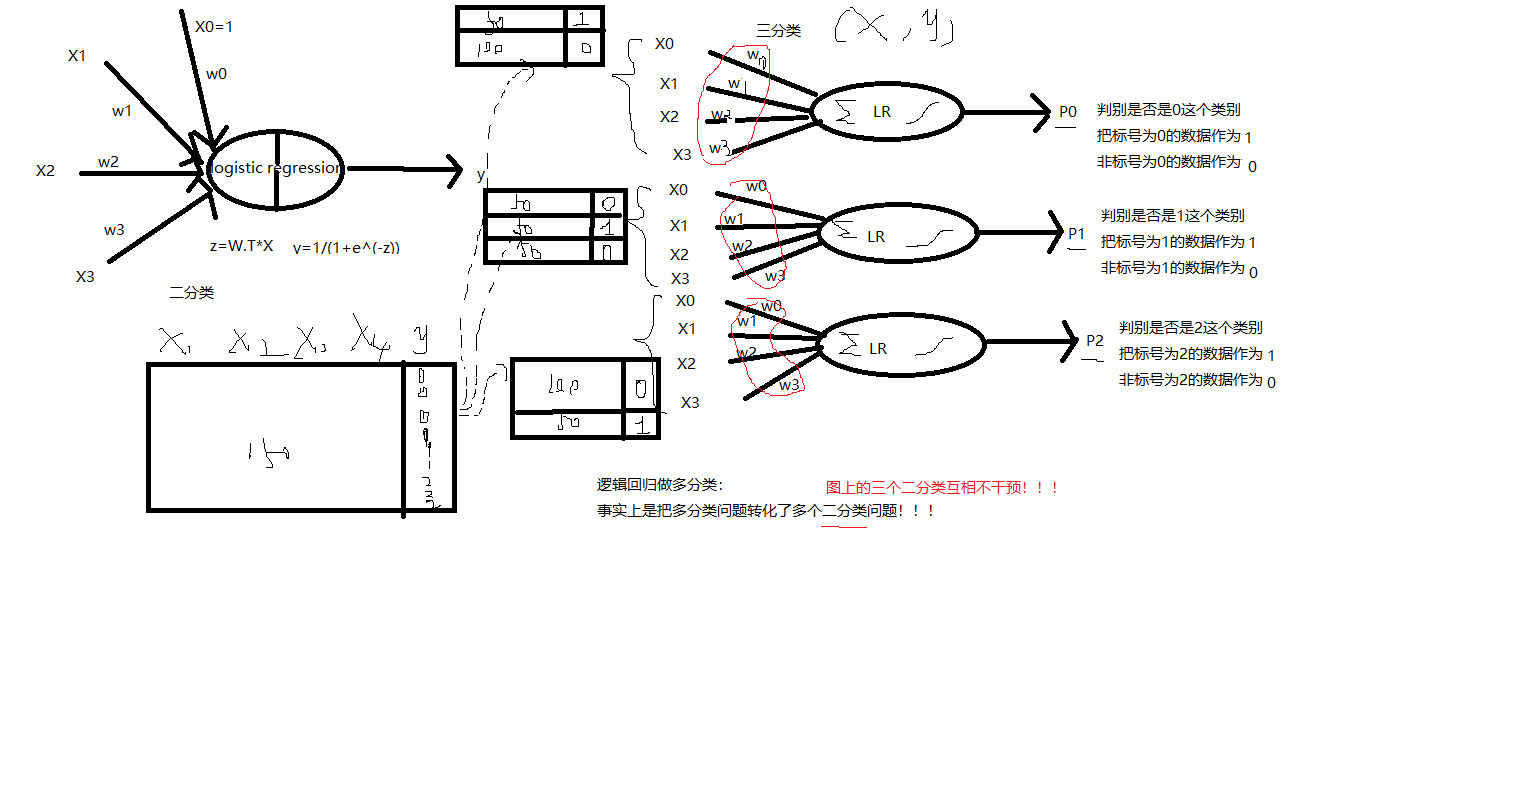 X0=1
X1
w0
w1
X2
w2
logistic regression
y
w3
z=W.T*X
y=1/(1+e^(-z))
X3
二分类
X1 X2 X3 X4 y
0
0
0
150
2
50 1
100 0
三分类
(X, y)
X0
w0
X1
w1
X2
w2
X3
w3
Σ LR
P0
判别是否是0这个类别
把标号为0的数据作为 1
非标号为0的数据作为 0
50 0
50 1
50 0
X0
w0
X1
w1
X2
w2
X3
w3
Σ LR
P1
判别是否是1这个类别
把标号为1的数据作为 1
非标号为1的数据作为 0
100 0
50 1
X0
w0
X1
w1
X2
w2
X3
w3
Σ LR
P2
判别是否是2这个类别
把标号为2的数据作为 1
非标号为2的数据作为 0
逻辑回归做多分类：
图上的三个二分类互相不干预！！！
事实上是把多分类问题转化了多个二分类问题！！！